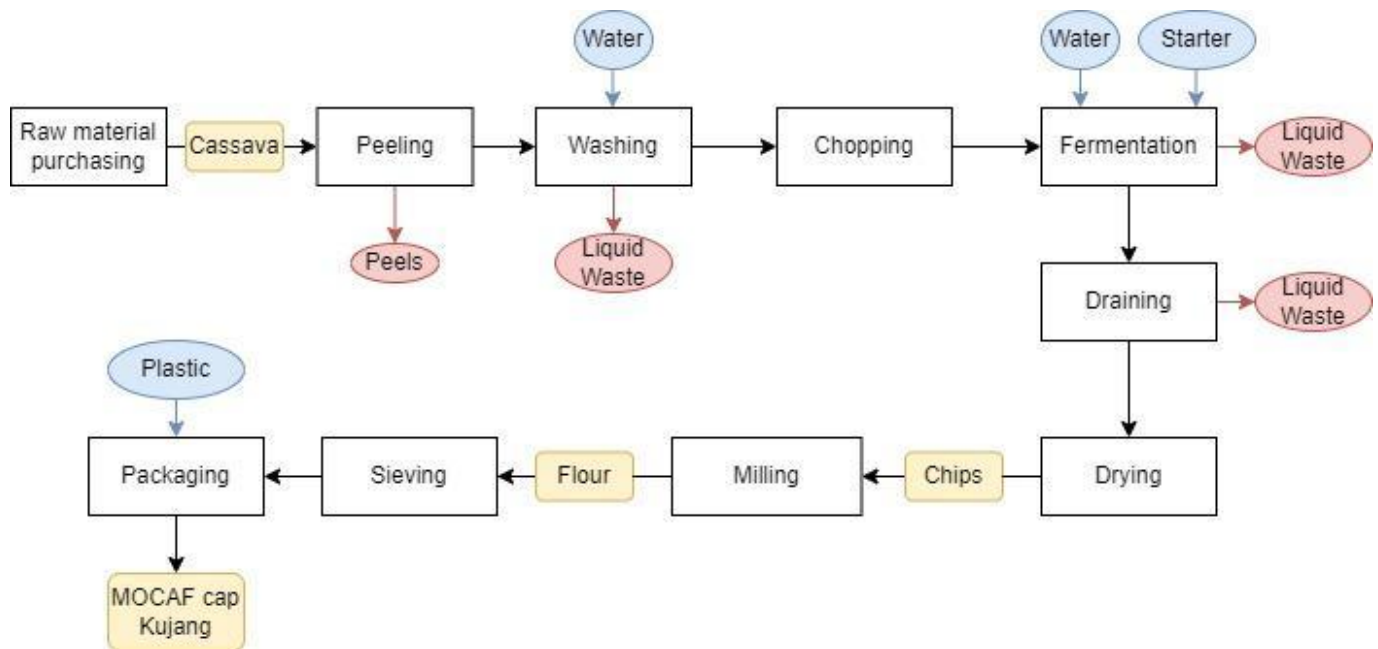 Water
Water
Starter
Raw material
purchasing
Cassava
Peeling
Washing
Chopping
Fermentation
Liquid
Waste
Peels
Liquid
Waste
Draining
Liquid
Waste
Plastic
Packaging
Sieving
Flour
Milling
Chips
Drying
MOCAF cap
Kujang